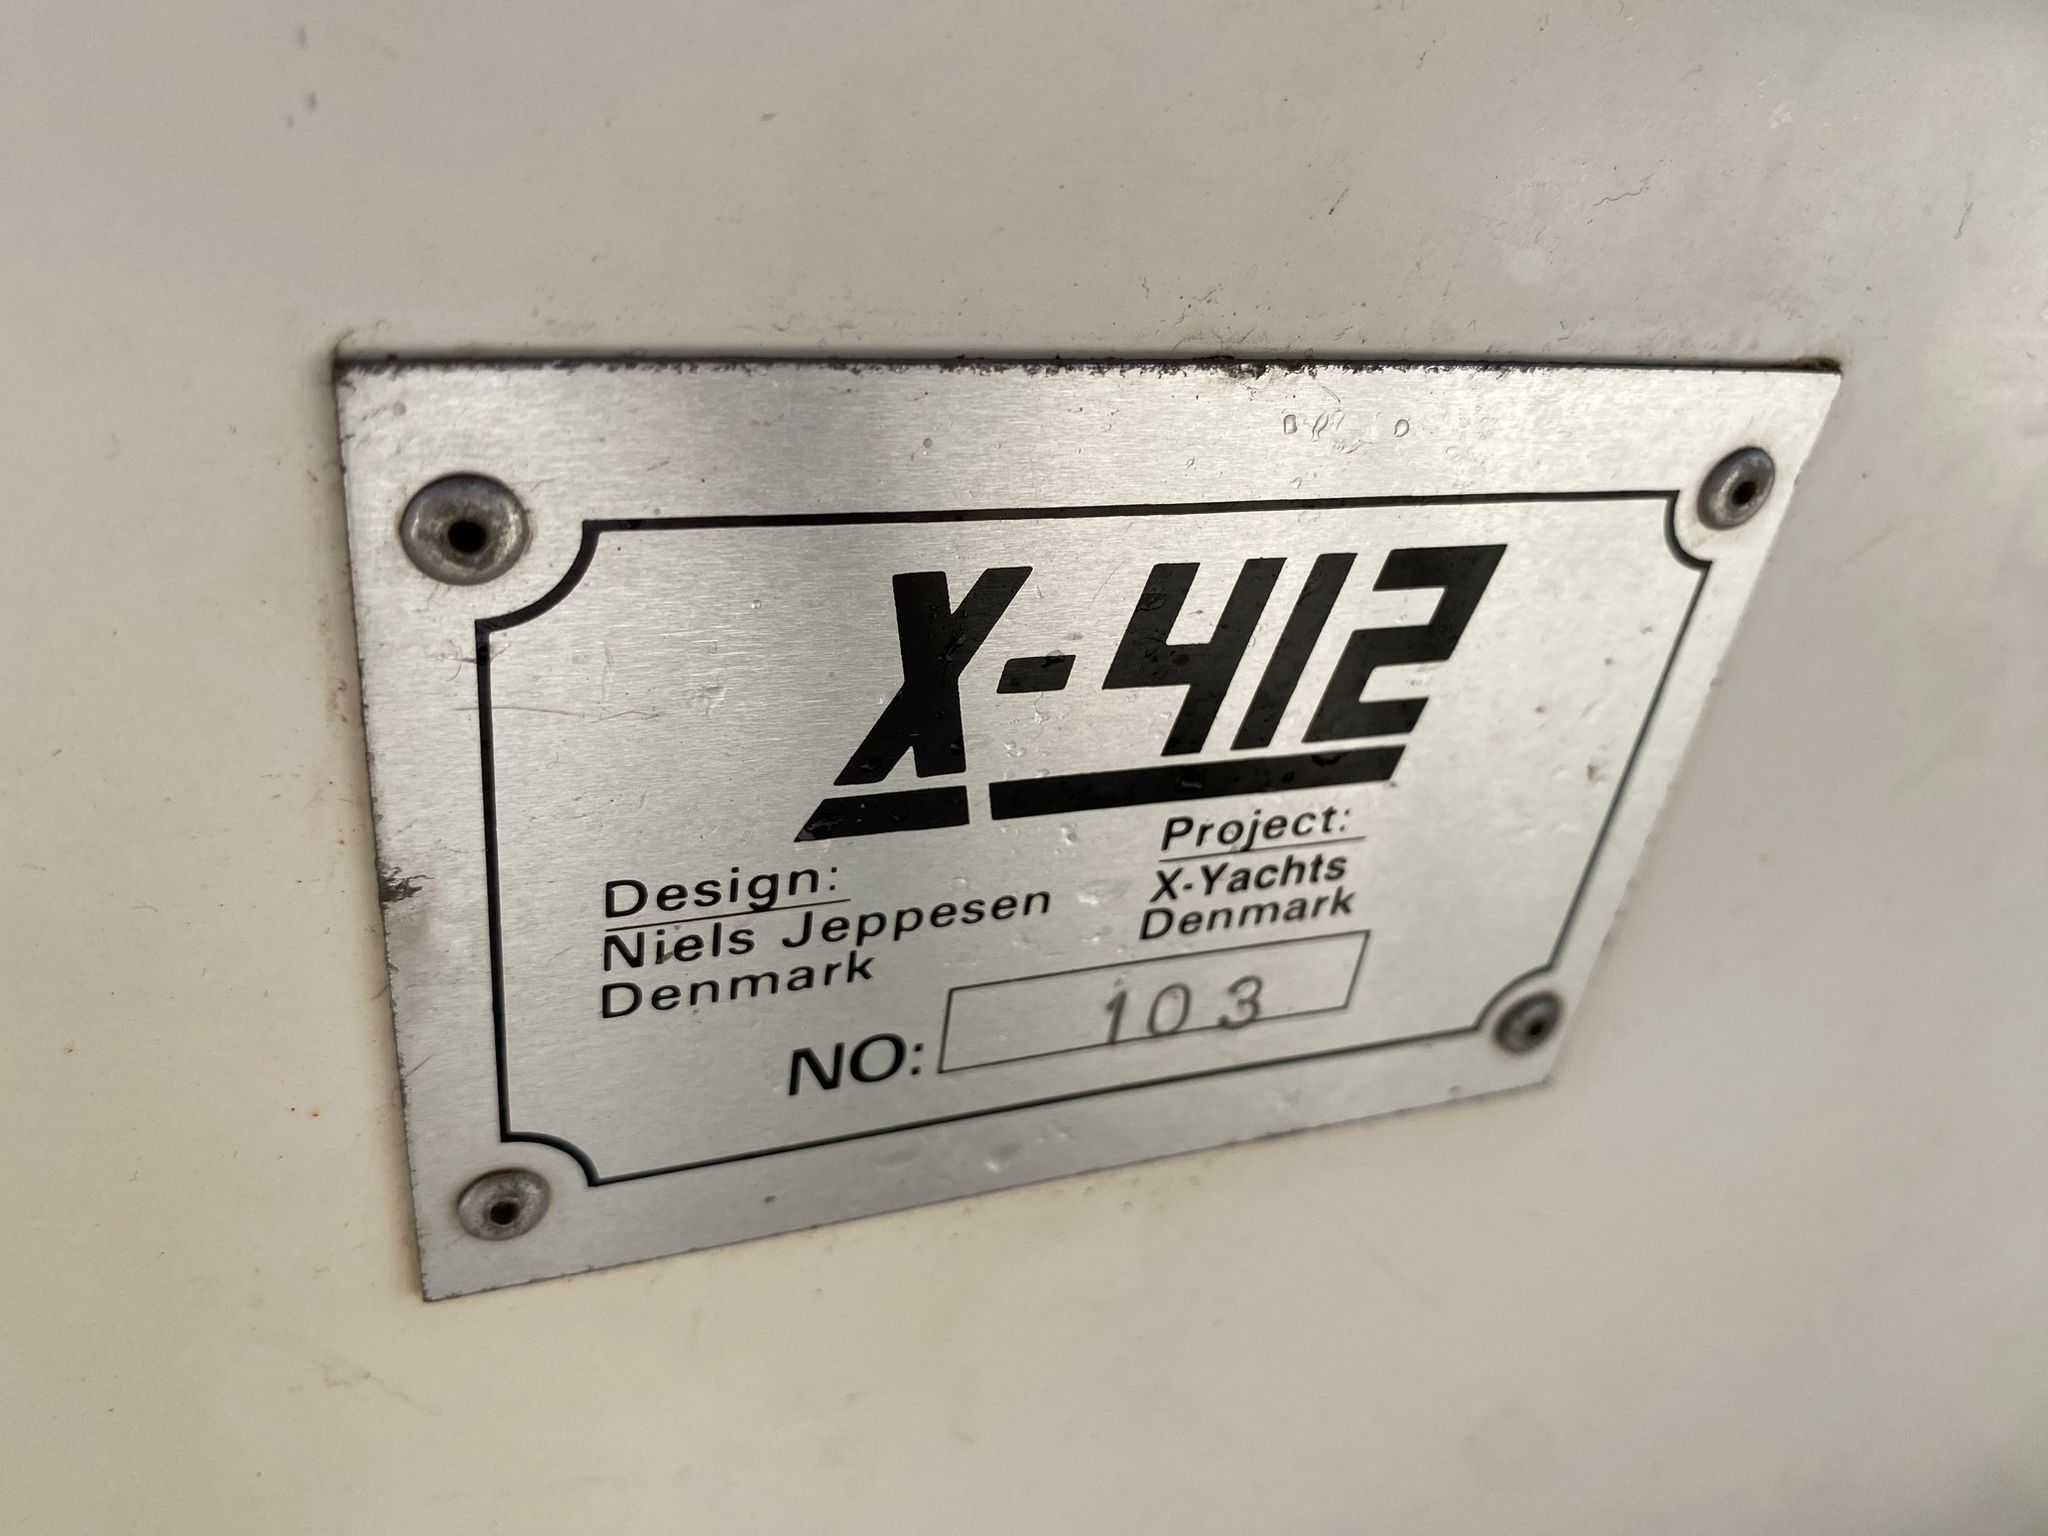 X-412
Design:
Niels Jeppesen
Denmark
Project:
X-Yachts
Denmark
NO: 103